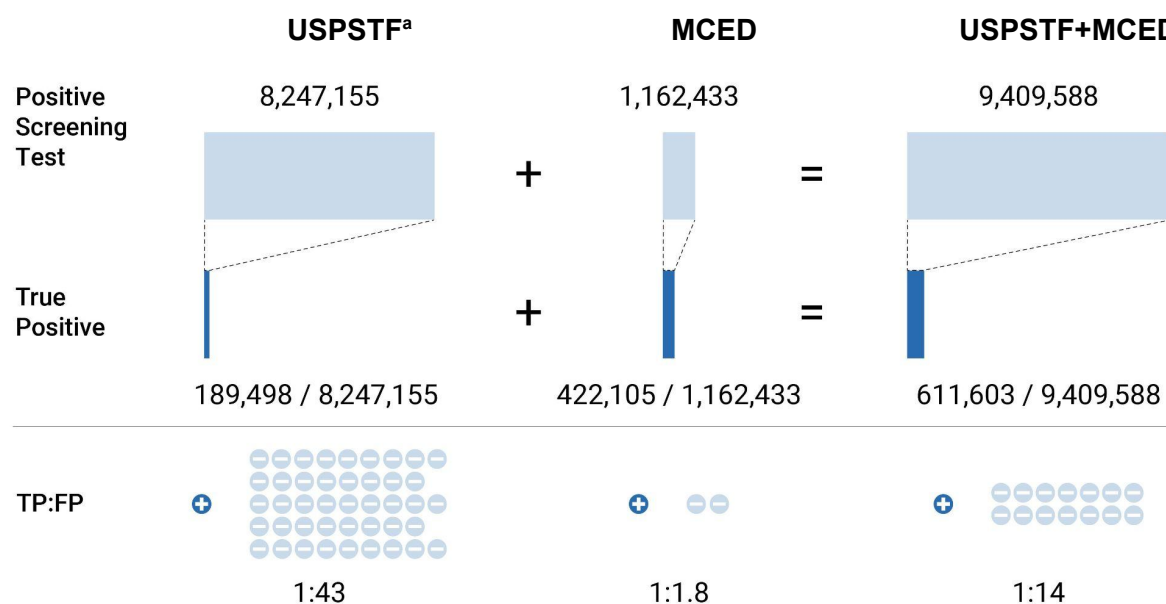 USPSTFᵃ MCED USPSTF+MCED
Positive
Screening
Test
8,247,155 1,162,433 9,409,588
+ =
True
Positive
+ =
189,498 / 8,247,155 422,105 / 1,162,433 611,603 / 9,409,588
TP:FP
1:43 1:1.8 1:14